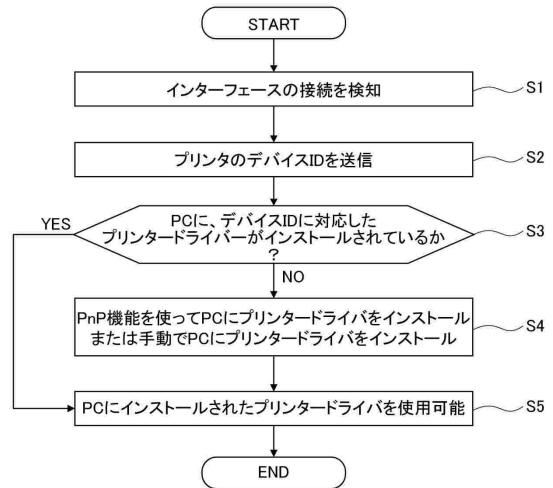 START
インターフェースの接続を検知
S1
プリンタのデバイスIDを送信
S2
YES
PCに、デバイスIDに対応した
プリンタードライバーがインストールされているか
?
S3
NO
PnP機能を使ってPCにプリンタードライバをインストール
または手動でPCにプリンタードライバをインストール
S4
PCにインストールされたプリンタードライバを使用可能
S5
END